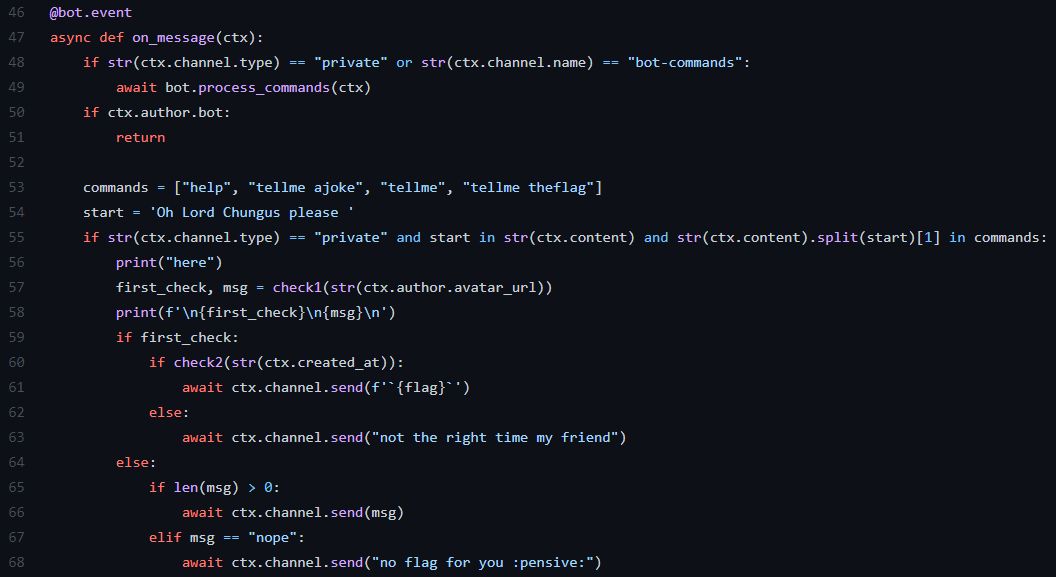 46 @bot.event
47 async def on_message(ctx):
48     if str(ctx.channel.type) == "private" or str(ctx.channel.name) == "bot-commands":
49         await bot.process_commands(ctx)
50     if ctx.author.bot:
51         return
52
53     commands = ["help", "tellme ajoke", "tellme", "tellme theflag"]
54     start = 'Oh Lord Chungus please '
55     if str(ctx.channel.type) == "private" and start in str(ctx.content) and str(ctx.content).split(start)[1] in commands:
56         print("here")
57         first_check, msg = check1(str(ctx.author.avatar_url))
58         print(f'\n{first_check}\n{msg}\n')
59         if first_check:
60             if check2(str(ctx.created_at)):
61                 await ctx.channel.send(f'`{flag}`')
62             else:
63                 await ctx.channel.send("not the right time my friend")
64         else:
65             if len(msg) > 0:
66                 await ctx.channel.send(msg)
67             elif msg == "nope":
68                 await ctx.channel.send("no flag for you :pensive:")